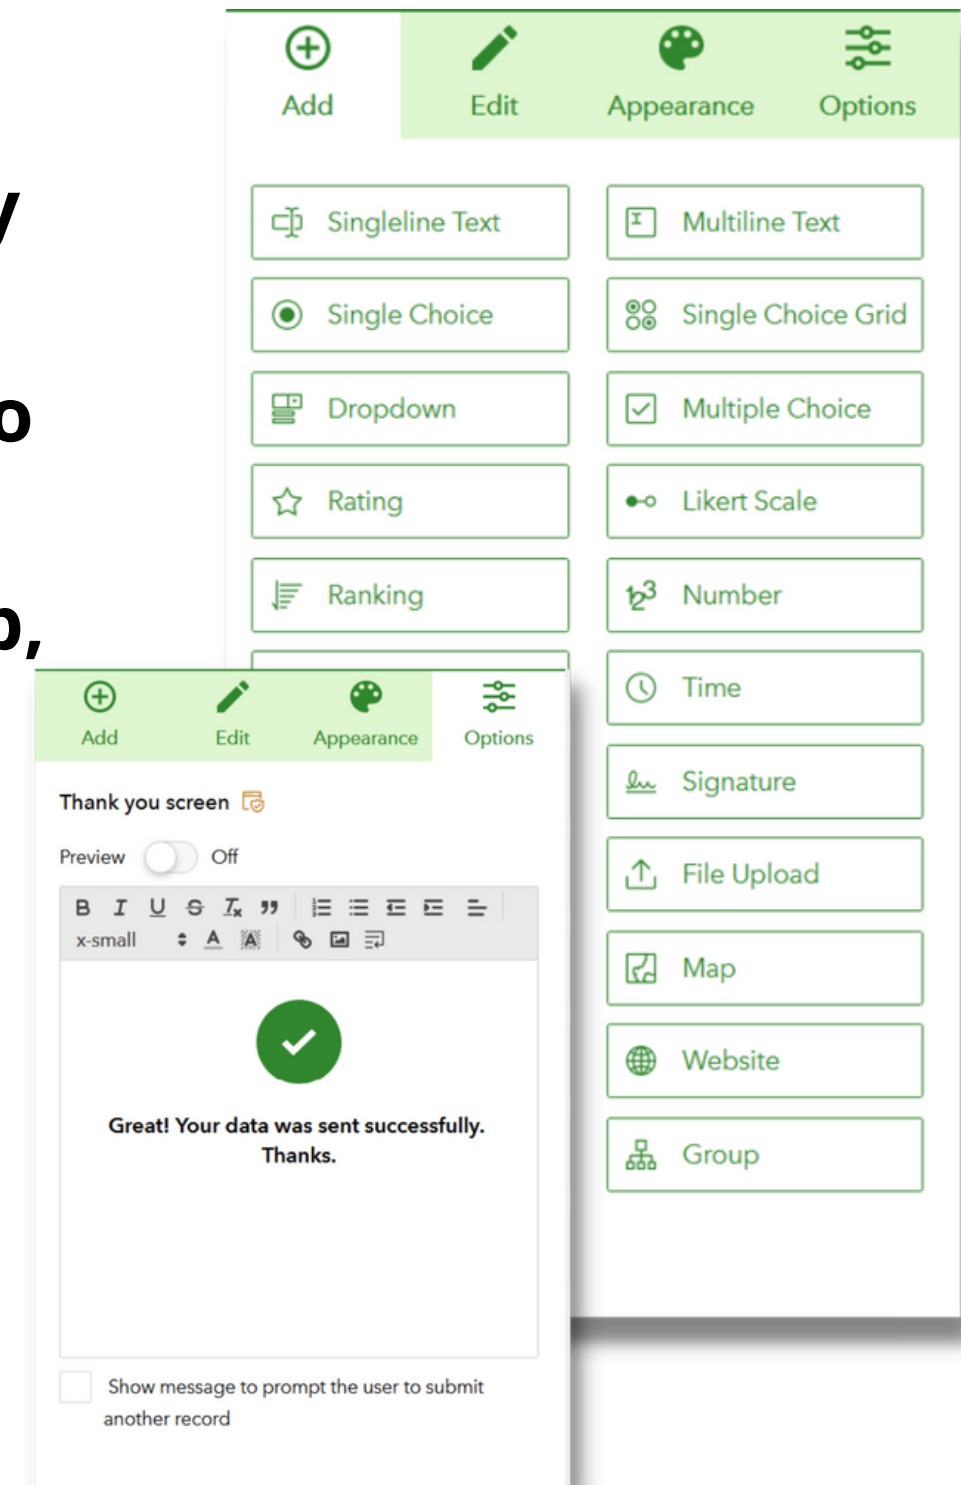 Add Edit Appearance Options
y
Singleline Text Multiline Text
Single Choice Single Choice Grid
o
Dropdown Multiple Choice
Rating Likert Scale
Ranking Number
p,
Time
Signature
File Upload
Map
Website
Group
Add Edit Appearance Options
Thank you screen
Preview Off
B I U S Tx ”
x-small A A
Great! Your data was sent successfully.
Thanks.
Show message to prompt the user to submit
another record